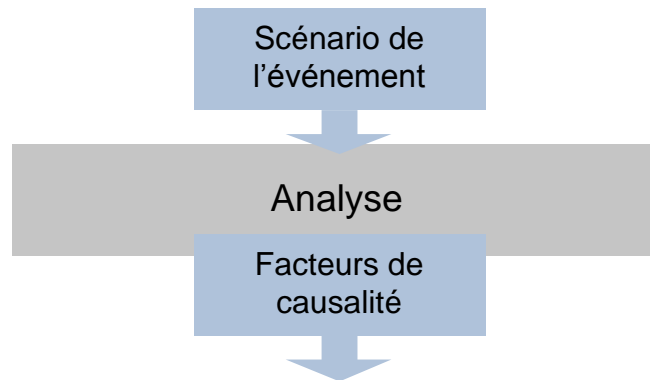 Scénario de
l’événement
Analyse
Facteurs de
causalité